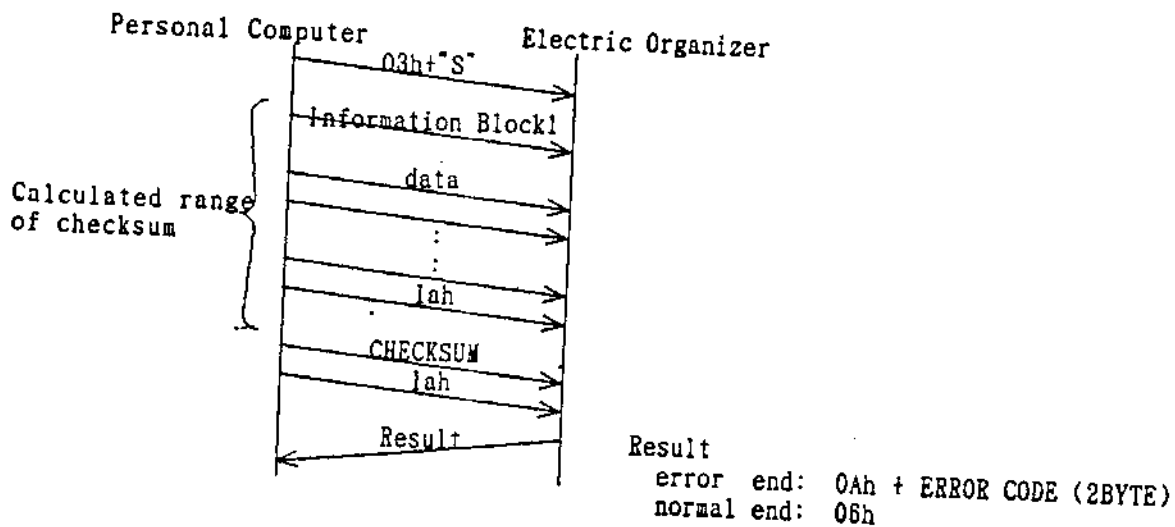 Personal Computer
Electric Organizer
03h+"S"
Information Block1
data
Calculated range
of checksum
:
:
1ah
CHECKSUM
1ah
Result
Result
error end: 0Ah + ERROR CODE (2BYTE)
normal end: 06h